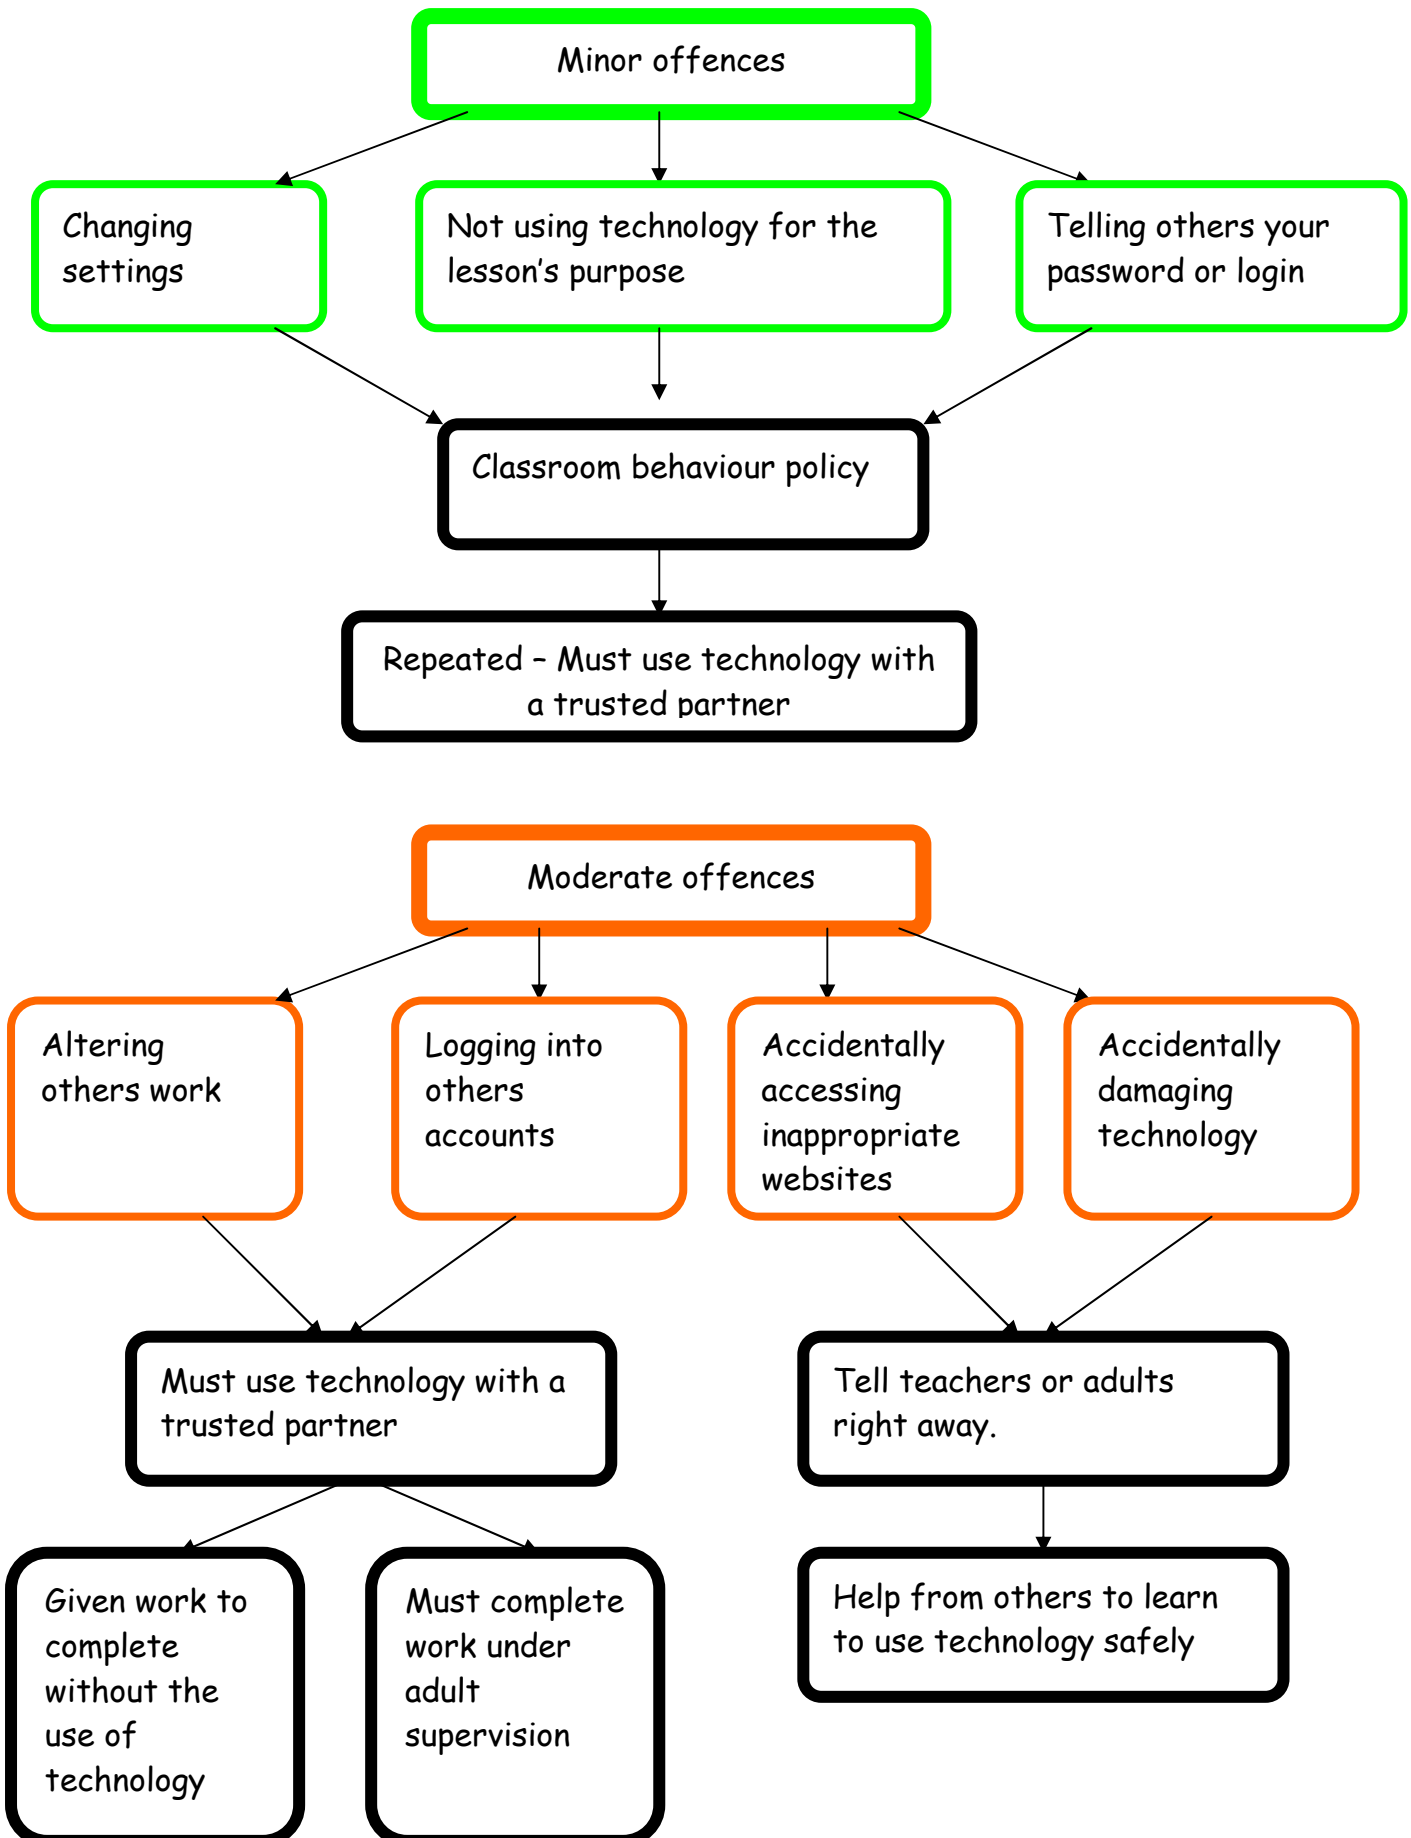 Minor offences
Changing
settings
Not using technology for the
lesson's purpose
Telling others your
password or login
Classroom behaviour policy
Repeated – Must use technology with
a trusted partner
Moderate offences
Altering
others work
Logging into
others
accounts
Accidentally
accessing
inappropriate
websites
Accidentally
damaging
technology
Must use technology with a
trusted partner
Tell teachers or adults
right away.
Given work to
complete
without the
use of
technology
Must complete
work under
adult
supervision
Help from others to learn
to use technology safely